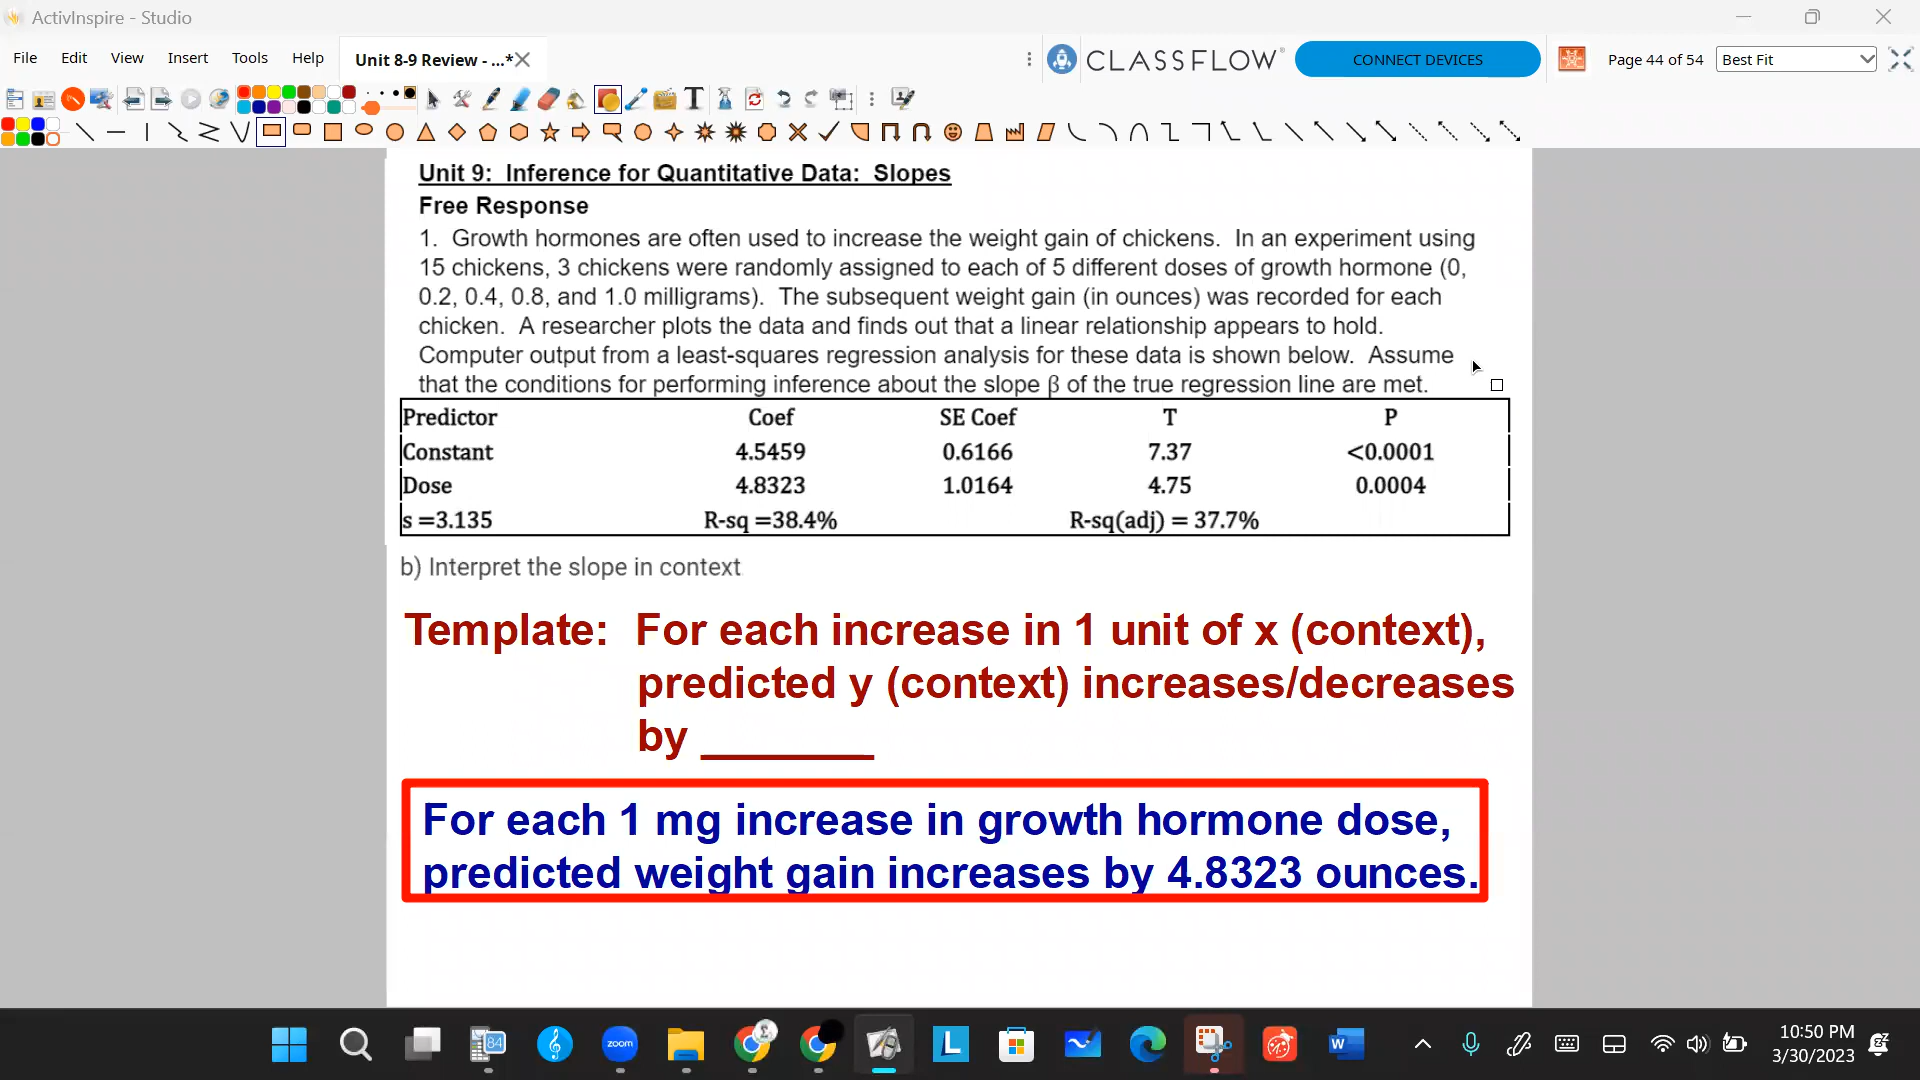 ActivInspire - Studio
File Edit View Insert Tools Help Unit 8-9 Review - ...* CLASSFLOW CONNECT DEVICES Page 44 of 54 Best Fit
T
Unit 9: Inference for Quantitative Data: Slopes
Free Response
1. Growth hormones are often used to increase the weight gain of chickens. In an experiment using
15 chickens, 3 chickens were randomly assigned to each of 5 different doses of growth hormone (0,
0.2, 0.4, 0.8, and 1.0 milligrams). The subsequent weight gain (in ounces) was recorded for each
chicken. A researcher plots the data and finds out that a linear relationship appears to hold.
Computer output from a least-squares regression analysis for these data is shown below. Assume
that the conditions for performing inference about the slope β of the true regression line are met.
Predictor Coef SE Coef T P
Constant 4.5459 0.6166 7.37 <0.0001
Dose 4.8323 1.0164 4.75 0.0004
s =3.135 R-sq =38.4% R-sq(adj) = 37.7%
b) Interpret the slope in context
Template: For each increase in 1 unit of x (context),
predicted y (context) increases/decreases
by _______
For each 1 mg increase in growth hormone dose,
predicted weight gain increases by 4.8323 ounces.
84 zoom L W 10:50 PM
3/30/2023